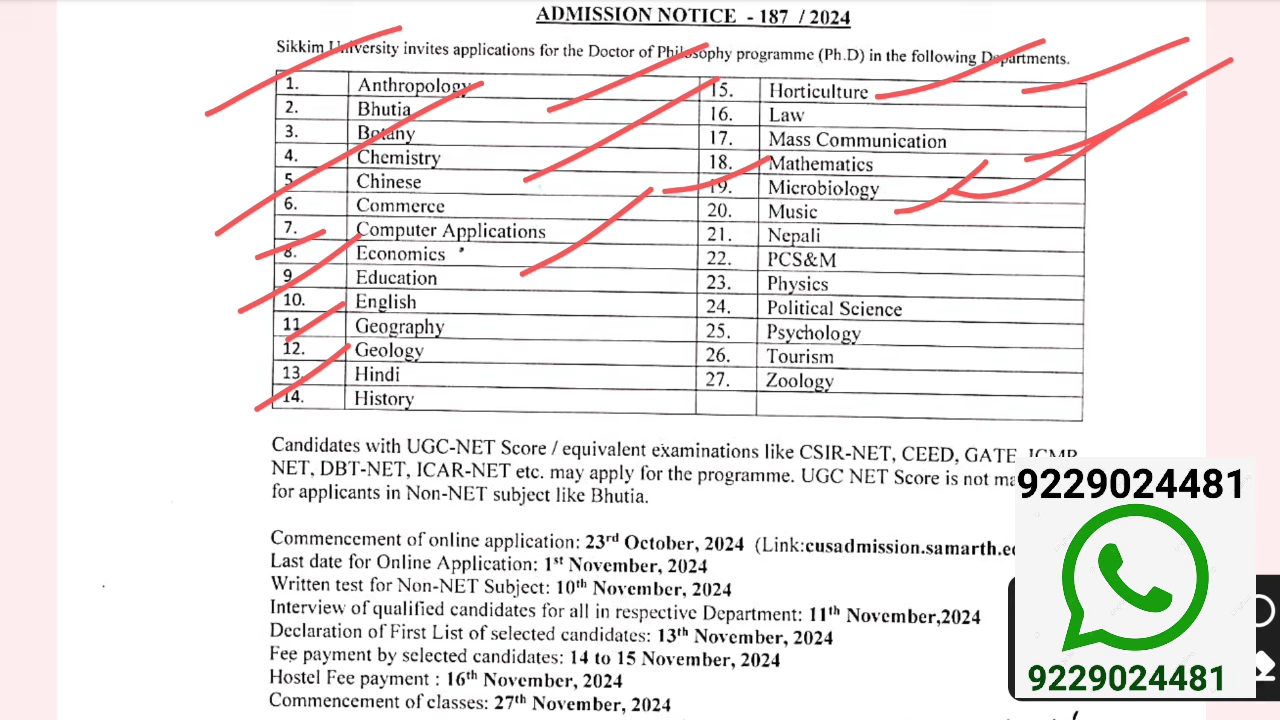 ADMISSION NOTICE - 187 / 2024
Sikkim University invites applications for the Doctor of Philosophy programme (Ph.D) in the following Departments.
1. Anthropology 15. Horticulture
2. Bhutia 16. Law
3. Botany 17. Mass Communication
4. Chemistry 18. Mathematics
5. Chinese 19. Microbiology
6. Commerce 20. Music
7. Computer Applications 21. Nepali
8. Economics 22. PCS&M
9. Education 23. Physics
10. English 24. Political Science
11. Geography 25. Psychology
12. Geology 26. Tourism
13. Hindi 27. Zoology
14. History
Candidates with UGC-NET Score / equivalent examinations like CSIR-NET, CEED, GATE, ICMR
NET, DBT-NET, ICAR-NET etc. may apply for the programme. UGC NET Score is not
for applicants in Non-NET subject like Bhutia.
Commencement of online application: 23rd October, 2024 (Link:cusadmission.samarth.
Last date for Online Application: 1st November, 2024
Written test for Non-NET Subject: 10th November, 2024
Interview of qualified candidates for all in respective Department: 11th November,2024
Declaration of First List of selected candidates: 13th November, 2024
Fee payment by selected candidates: 14 to 15 November, 2024
Hostel Fee payment : 16th November, 2024
Commencement of classes: 27th November, 2024
9229024481
9229024481